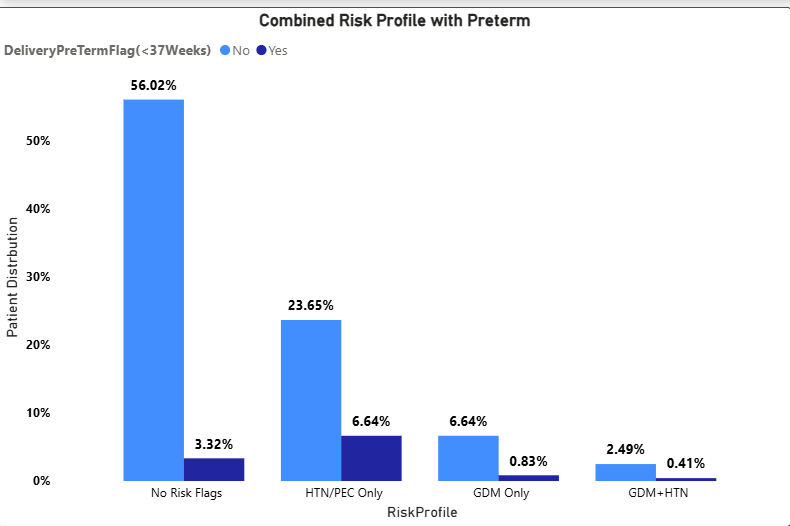 Combined Risk Profile with Preterm
DeliveryPreTermFlag(<37Weeks) No Yes
56.02%
50%
40%
30%
23.65%
20%
10%
6.64%
6.64%
3.32%
2.49%
0.83%
0.41%
0%
Patient Distrbution
No Risk Flags HTN/PEC Only GDM Only GDM+HTN
RiskProfile